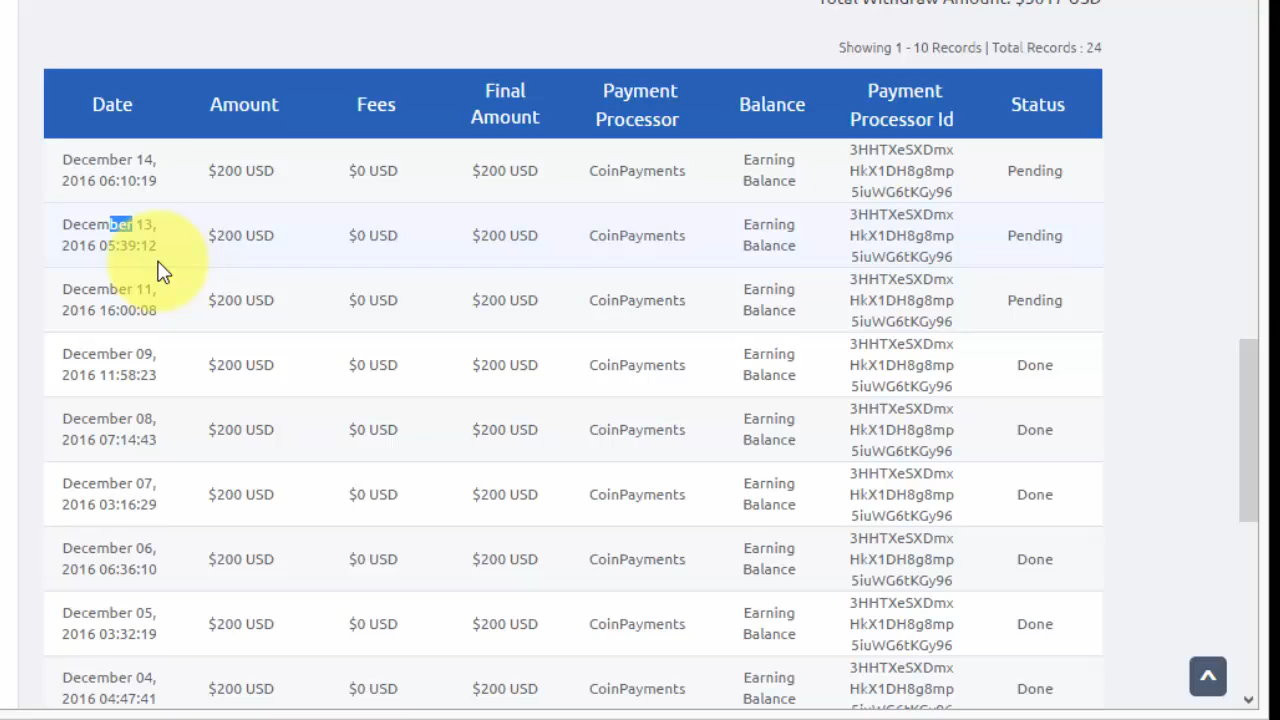 Total Withdraw Amount: $5017 USD
Showing 1 - 10 Records | Total Records : 24
Date Amount Fees Final Amount Payment Processor Balance Payment Processor Id Status
December 14, 2016 06:10:19 $200 USD $0 USD $200 USD CoinPayments Earning Balance 3HHTXeSXDmx HkX1DH8g8mp 5iuWG6tKGy96 Pending
December 13, 2016 05:39:12 $200 USD $0 USD $200 USD CoinPayments Earning Balance 3HHTXeSXDmx HkX1DH8g8mp 5iuWG6tKGy96 Pending
December 11, 2016 16:00:08 $200 USD $0 USD $200 USD CoinPayments Earning Balance 3HHTXeSXDmx HkX1DH8g8mp 5iuWG6tKGy96 Pending
December 09, 2016 11:58:23 $200 USD $0 USD $200 USD CoinPayments Earning Balance 3HHTXeSXDmx HkX1DH8g8mp 5iuWG6tKGy96 Done
December 08, 2016 07:14:43 $200 USD $0 USD $200 USD CoinPayments Earning Balance 3HHTXeSXDmx HkX1DH8g8mp 5iuWG6tKGy96 Done
December 07, 2016 03:16:29 $200 USD $0 USD $200 USD CoinPayments Earning Balance 3HHTXeSXDmx HkX1DH8g8mp 5iuWG6tKGy96 Done
December 06, 2016 06:36:10 $200 USD $0 USD $200 USD CoinPayments Earning Balance 3HHTXeSXDmx HkX1DH8g8mp 5iuWG6tKGy96 Done
December 05, 2016 03:32:19 $200 USD $0 USD $200 USD CoinPayments Earning Balance 3HHTXeSXDmx HkX1DH8g8mp 5iuWG6tKGy96 Done
December 04, 2016 04:47:41 $200 USD $0 USD $200 USD CoinPayments Earning Balance 3HHTXeSXDmx HkX1DH8g8mp 5iuWG6tKGy96 Done